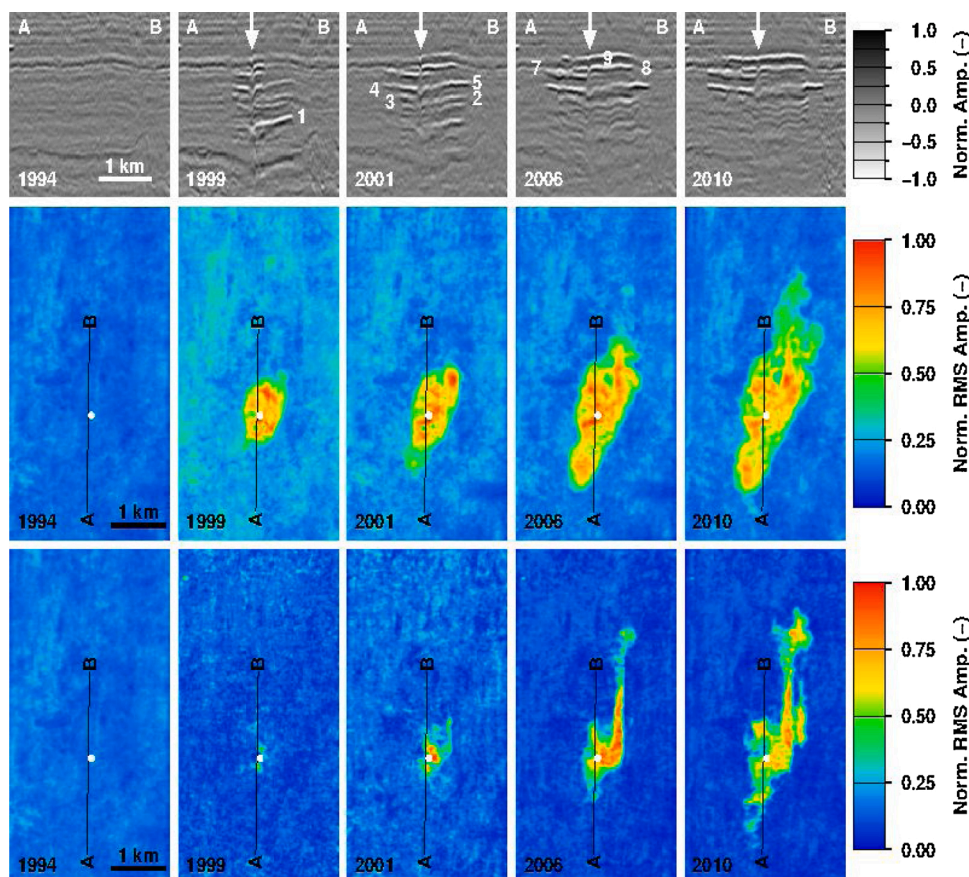 A B A B A B A B A B
7 9 8
4 5
3 2
1
1 km
1994 1999 2001 2006 2010
1.0
0.5
0.0
−0.5
−1.0
Norm. Amp. (−)
B B B B B
A A A A A
1 km
1994 1999 2001 2006 2010
1.00
0.75
0.50
0.25
0.00
Norm. RMS Amp. (−)
B B B B B
A A A A A
1 km
1994 1999 2001 2006 2010
1.00
0.75
0.50
0.25
0.00
Norm. RMS Amp. (−)